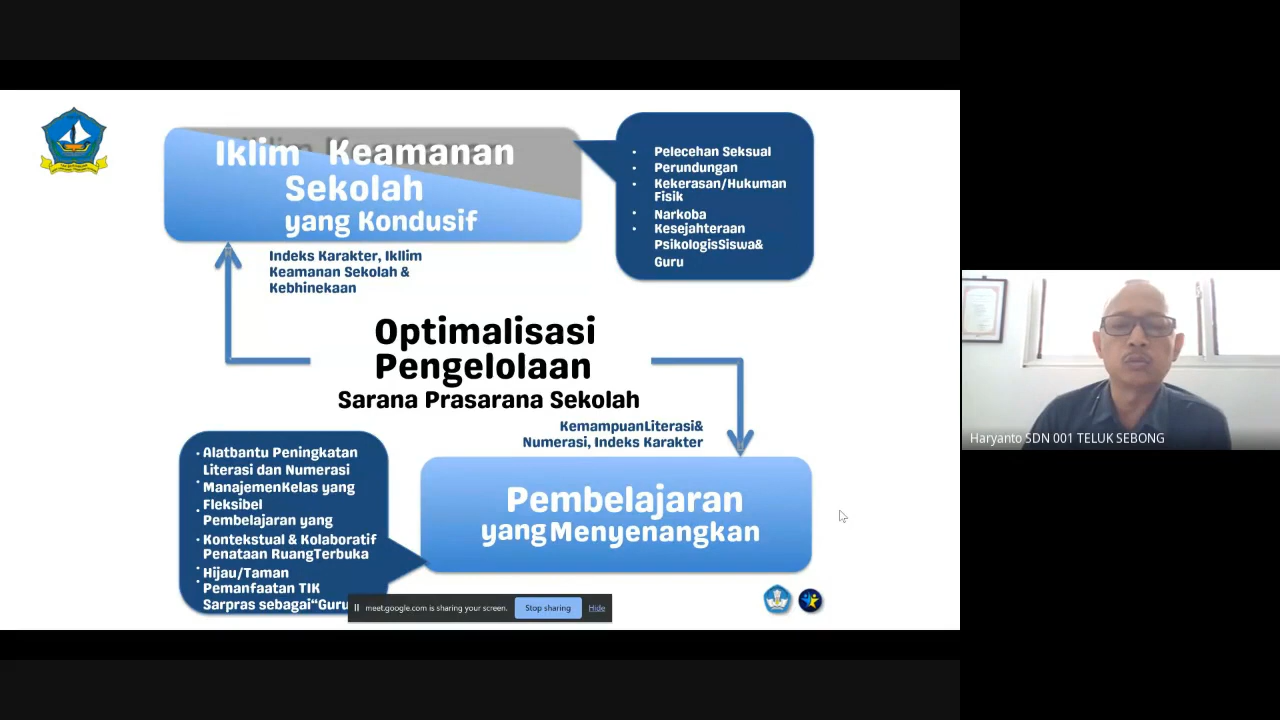 Iklim Keamanan
Sekolah
yang Kondusif
Pelecehan Seksual
Perundungan
Kekerasan/Hukuman
Fisik
Narkoba
Kesejahteraan
PsikologisSiswa&
Guru
Indeks Karakter, Ikllim
Keamanan Sekolah &
Kebhinekaan
Optimalisasi
Pengelolaan
Sarana Prasarana Sekolah
KemampuanLiterasi&
Numerasi, Indeks Karakter
Alatbantu Peningkatan
Literasi dan Numerasi
ManajemenKelas yang
Fleksibel
Pembelajaran yang
Kontekstual & Kolaboratif
Penataan RuangTerbuka
Hijau/Taman
Pemanfaatan TIK
Sarpras sebagai“Guru
Pembelajaran
yangMenyenangkan
meet.google.com is sharing your screen.
Stop sharing
Hide
Haryanto SDN 001 TELUK SEBONG